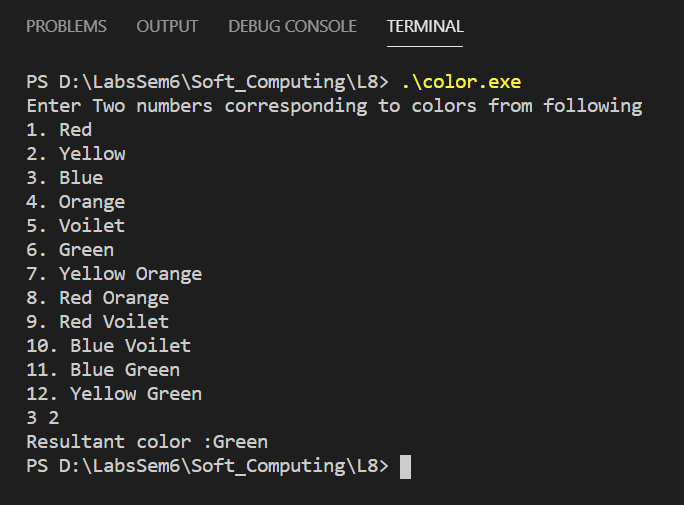 PROBLEMS OUTPUT DEBUG CONSOLE TERMINAL
PS D:\LabsSem6\Soft_Computing\L8> .\color.exe
Enter Two numbers corresponding to colors from following
1. Red
2. Yellow
3. Blue
4. Orange
5. Voilet
6. Green
7. Yellow Orange
8. Red Orange
9. Red Voilet
10. Blue Voilet
11. Blue Green
12. Yellow Green
3 2
Resultant color :Green
PS D:\LabsSem6\Soft_Computing\L8>